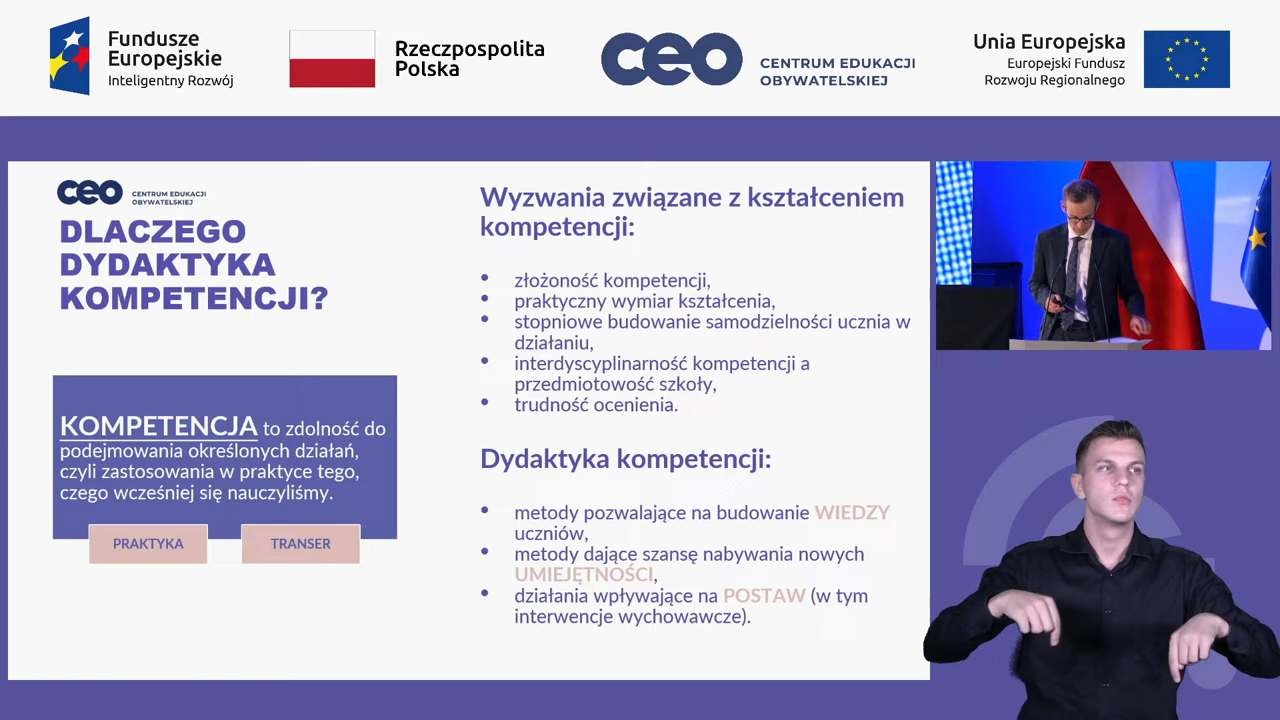 Fundusze
Europejskie
Inteligentny Rozwój
Rzeczpospolita
Polska
ceo
CENTRUM EDUKACJI
OBYWATELSKIEJ
Unia Europejska
Europejski Fundusz
Rozwoju Regionalnego
ceo
CENTRUM EDUKACJI
OBYWATELSKIEJ
DLACZEGO
DYDAKTYKA
KOMPETENCJI?
KOMPETENCJA to zdolność do
podejmowania określonych działań,
czyli zastosowania w praktyce tego,
czego wcześniej się nauczyliśmy.
PRAKTYKA
TRANSER
Wyzwania związane z kształceniem
kompetencji:
• złożoność kompetencji,
• praktyczny wymiar kształcenia,
• stopniowe budowanie samodzielności ucznia w
działaniu,
• interdyscyplinarność kompetencji a
przedmiotowość szkoły,
• trudność ocenienia.
Dydaktyka kompetencji:
• metody pozwalające na budowanie WIEDZY
uczniów,
• metody dające szansę nabywania nowych
UMIEJĘTNOŚCI,
• działania wpływające na POSTAW (w tym
interwencje wychowawcze).